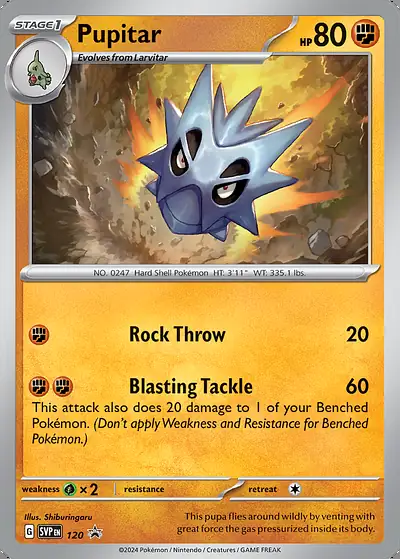 STAGE1
Pupitar
HP 80
Evolves from Larvitar
NO. 0247 Hard Shell Pokémon HT: 3'11" WT: 335.1 lbs.
Rock Throw 20
Blasting Tackle 60
This attack also does 20 damage to 1 of your Benched
Pokémon. (Don't apply Weakness and Resistance for Benched
Pokémon.)
weakness ×2 resistance retreat
Illus. Shiburingaru
G SVP EN 120
This pupa flies around wildly by venting with
great force the gas pressurized inside its body.
©2024 Pokémon / Nintendo / Creatures / GAME FREAK